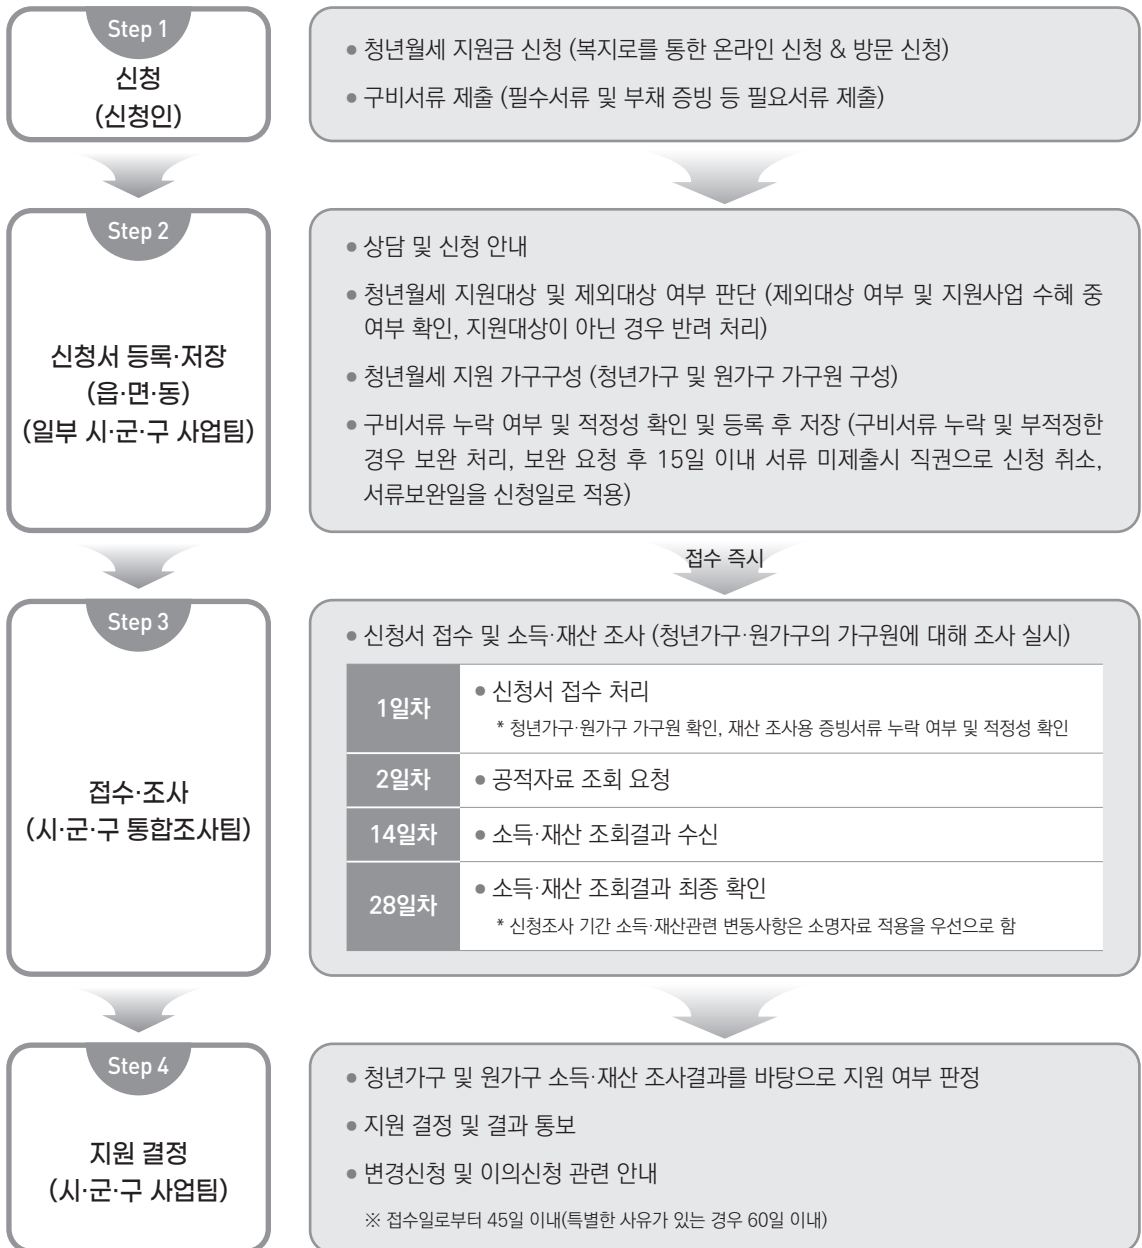 Step 1
신청
(신청인)
● 청년월세 지원금 신청 (복지로를 통한 온라인 신청 & 방문 신청)
● 구비서류 제출 (필수서류 및 부채 증빙 등 필요서류 제출)
Step 2
신청서 등록·저장
(읍·면·동)
(일부 시·군·구 사업팀)
● 상담 및 신청 안내
● 청년월세 지원대상 및 제외대상 여부 판단 (제외대상 여부 및 지원사업 수혜 중
여부 확인, 지원대상이 아닌 경우 반려 처리)
● 청년월세 지원 가구구성 (청년가구 및 원가구 가구원 구성)
● 구비서류 누락 여부 및 적정성 확인 및 등록 후 저장 (구비서류 누락 및 부적정한
경우 보완 처리, 보완 요청 후 15일 이내 서류 미제출시 직권으로 신청 취소,
서류보완일을 신청일로 적용)
접수 즉시
Step 3
접수·조사
(시·군·구 통합조사팀)
● 신청서 접수 및 소득·재산 조사 (청년가구·원가구의 가구원에 대해 조사 실시)
1일차
● 신청서 접수 처리
* 청년가구·원가구 가구원 확인, 재산 조사용 증빙서류 누락 여부 및 적정성 확인
2일차
● 공적자료 조회 요청
14일차
● 소득·재산 조회결과 수신
28일차
● 소득·재산 조회결과 최종 확인
* 신청조사 기간 소득·재산관련 변동사항은 소명자료 적용을 우선으로 함
Step 4
지원 결정
(시·군·구 사업팀)
● 청년가구 및 원가구 소득·재산 조사결과를 바탕으로 지원 여부 판정
● 지원 결정 및 결과 통보
● 변경신청 및 이의신청 관련 안내
※ 접수일로부터 45일 이내(특별한 사유가 있는 경우 60일 이내)